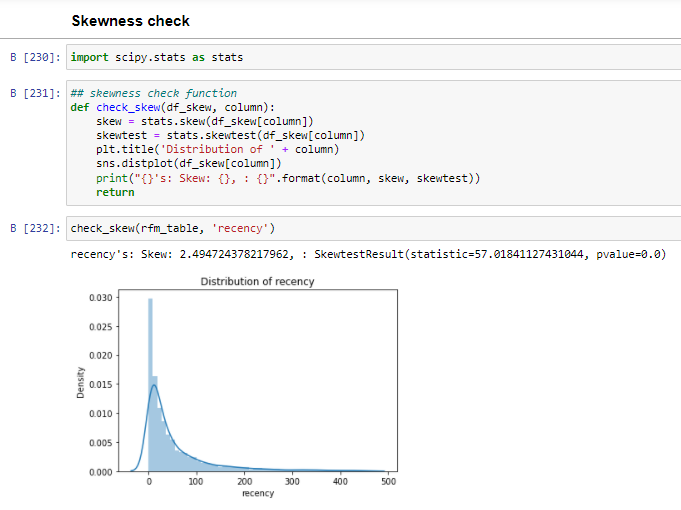 Skewness check
B [230]: import scipy.stats as stats
B [231]: ## skewness check function
def check_skew(df_skew, column):
skew = stats.skew(df_skew[column])
skewtest = stats.skewtest(df_skew[column])
plt.title('Distribution of ' + column)
sns.distplot(df_skew[column])
print("{}'s: Skew: {}, : {}".format(column, skew, skewtest))
return
B [232]: check_skew(rfm_table, 'recency')
recency's: Skew: 2.494724378217962, : SkewtestResult(statistic=57.01841127431044, pvalue=0.0)
Distribution of recency
0.030
0.025
0.020
0.015
0.010
0.005
0.000
Density
0 100 200 300 400 500
recency